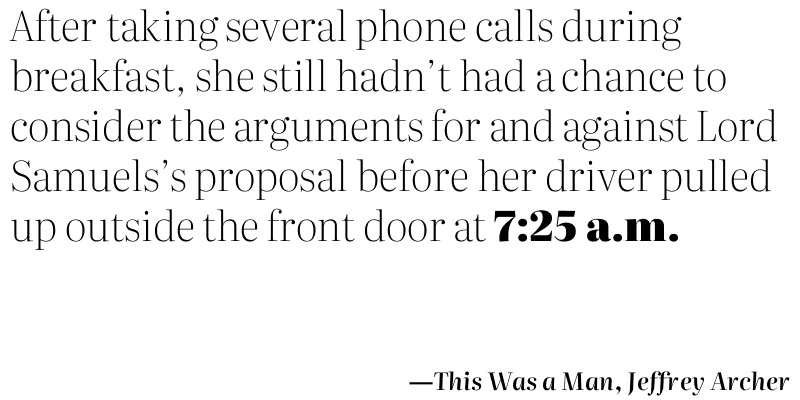 After taking several phone calls during
breakfast, she still hadn’t had a chance to
consider the arguments for and against Lord
Samuels’s proposal before her driver pulled
up outside the front door at 7:25 a.m.
—This Was a Man, Jeffrey Archer